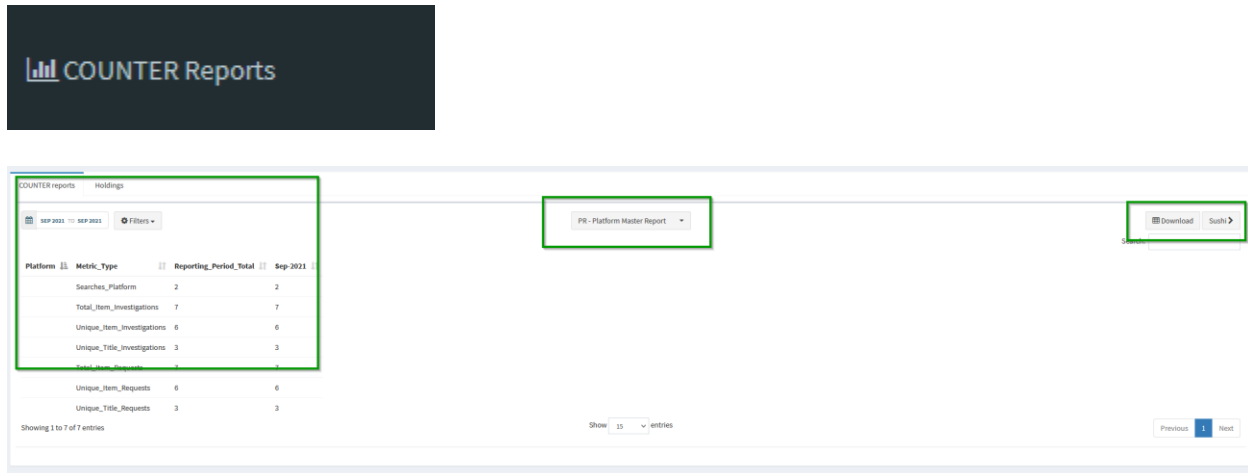 COUNTER Reports
COUNTER reports Holdings
SEP 2021 TO SEP 2021 Filters PR - Platform Master Report Download Sushi
Search:
Platform Metric_Type Reporting_Period_Total Sep-2021
Searches_Platform 2 2
Total_Item_Investigations 7 7
Unique_Item_Investigations 6 6
Unique_Title_Investigations 3 3
Total_Item_Requests
Unique_Item_Requests 6 6
Unique_Title_Requests 3 3
Showing 1 to 7 of 7 entries Show 15 entries Previous 1 Next